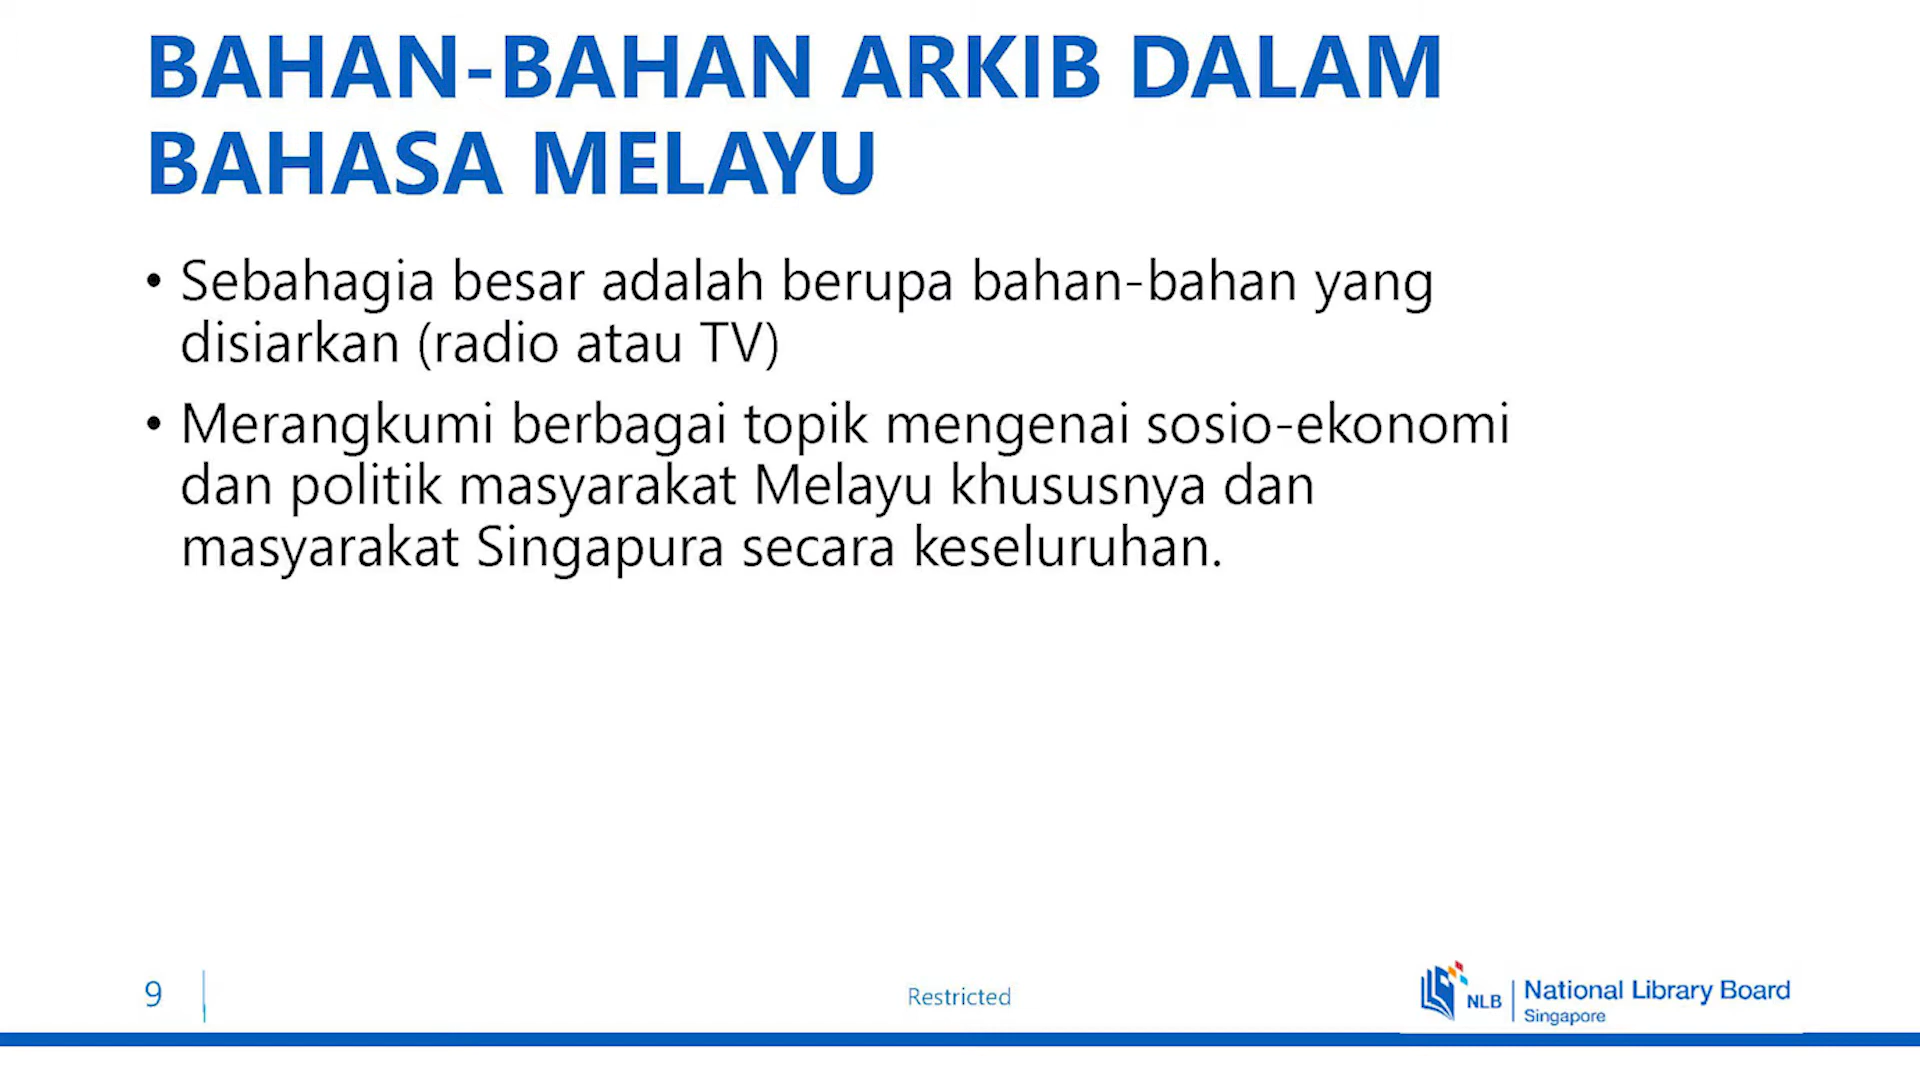 BAHAN-BAHAN ARKIB DALAM
BAHASA MELAYU
• Sebahagia besar adalah berupa bahan-bahan yang
disiarkan (radio atau TV)
• Merangkumi berbagai topik mengenai sosio-ekonomi
dan politik masyarakat Melayu khususnya dan
masyarakat Singapura secara keseluruhan.
9
Restricted
NLB
National Library Board
Singapore